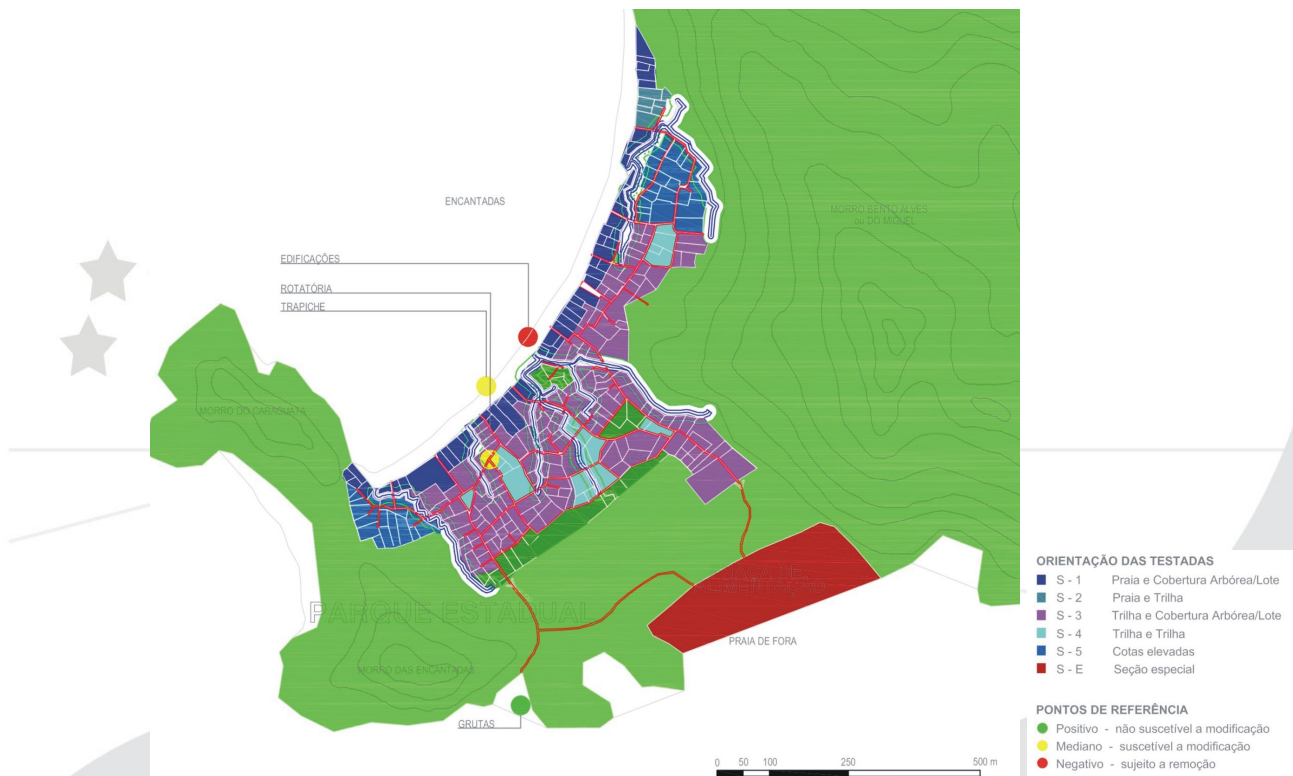 ENCANTADAS
MORRO BENTO ALVES
ou DO MIGUEL
EDIFICAÇÕES
ROTATÓRIA
TRAPICHE
MORRO DO CARAGUATÁ
PARQUE ESTADUAL
PRAIA DE FORA
MORRO DAS ENCANTADAS
GRUTAS
ORIENTAÇÃO DAS TESTADAS
S - 1 Praia e Cobertura Arbórea/Lote
S - 2 Praia e Trilha
S - 3 Trilha e Cobertura Arbórea/Lote
S - 4 Trilha e Trilha
S - 5 Cotas elevadas
S - E Seção especial
PONTOS DE REFERÊNCIA
Positivo - não suscetível a modificação
Mediano - suscetível a modificação
Negativo - sujeito a remoção
0 50 100 250 500 m